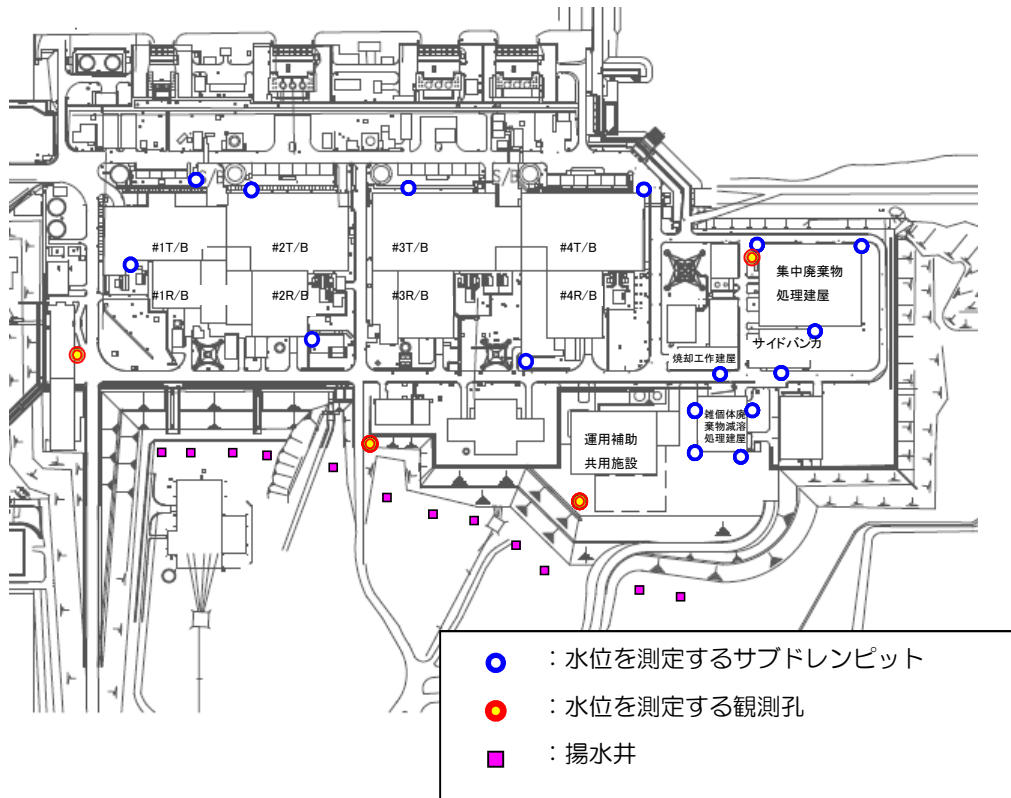 S/B
S/B
#1T/B
#2T/B
#3T/B
#4T/B
#1R/B
#2R/B
#3R/B
#4R/B
集中廃棄物
処理建屋
サイドバンカ
焼却工作建屋
雑個体廃
棄物減溶
処理建屋
運用補助
共用施設
:水位を測定するサブドレンピット
:水位を測定する観測孔
:揚水井